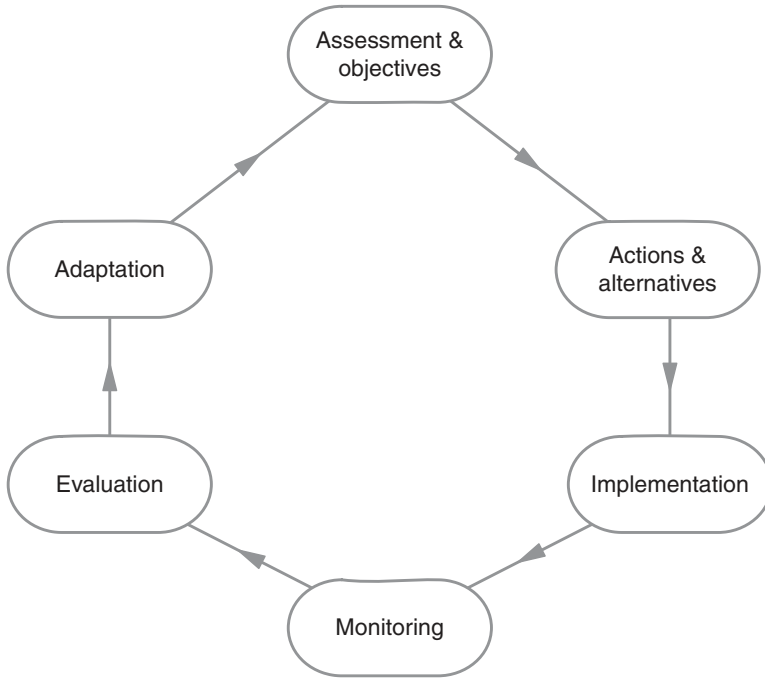 Assessment &
objectives
Actions &
alternatives
Implementation
Monitoring
Evaluation
Adaptation